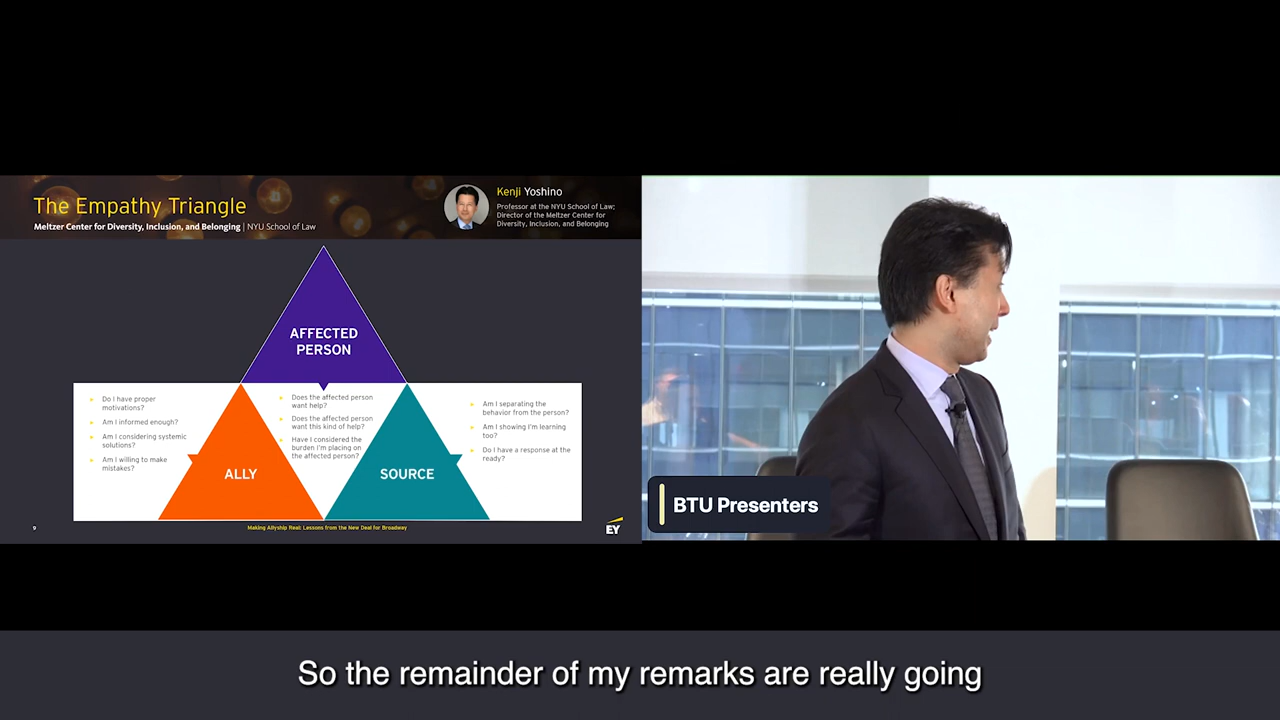 The Empathy Triangle
Meltzer Center for Diversity, Inclusion, and Belonging | NYU School of Law
Kenji Yoshino
Professor at the NYU School of Law;
Director of the Meltzer Center for
Diversity, Inclusion, and Belonging
AFFECTED
PERSON
Do I have proper
motivations?
Am I informed enough?
Am I considering systemic
solutions?
Am I willing to make
mistakes?
ALLY
Does the affected person
want help?
Does the affected person
want this kind of help?
Have I considered the
burden I'm placing on
the affected person?
SOURCE
Am I separating the
behavior from the person?
Am I showing I'm learning
too?
Do I have a response at the
ready?
9
Making Allyship Real: Lessons from the New Deal for Broadway
EY
BTU Presenters
So the remainder of my remarks are really going